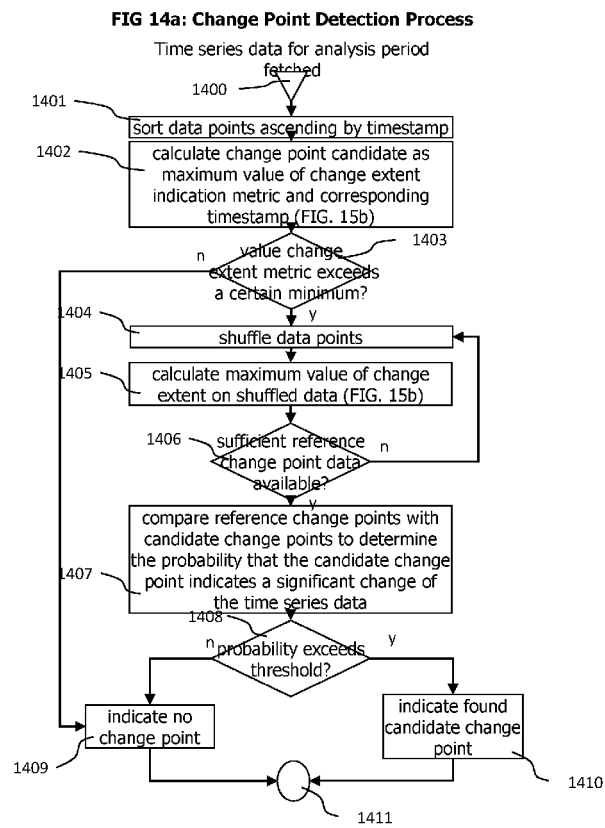 FIG 14a: Change Point Detection Process
Time series data for analysis period
fetched
1400
1401
sort data points ascending by timestamp
1402
calculate change point candidate as
maximum value of change extent
indication metric and corresponding
timestamp (FIG. 15b)
1403
n
value change
extent metric exceeds
a certain minimum?
y
1404
shuffle data points
1405
calculate maximum value of change
extent on shuffled data (FIG. 15b)
1406
sufficient reference
change point data
available?
n
y
compare reference change points with
candidate change points to determine
the probability that the candidate change
point indicates a significant change of
the time series data
1407
1408
n
probability exceeds
threshold?
y
indicate no
change point
1409
indicate found
candidate change
point
1410
1411